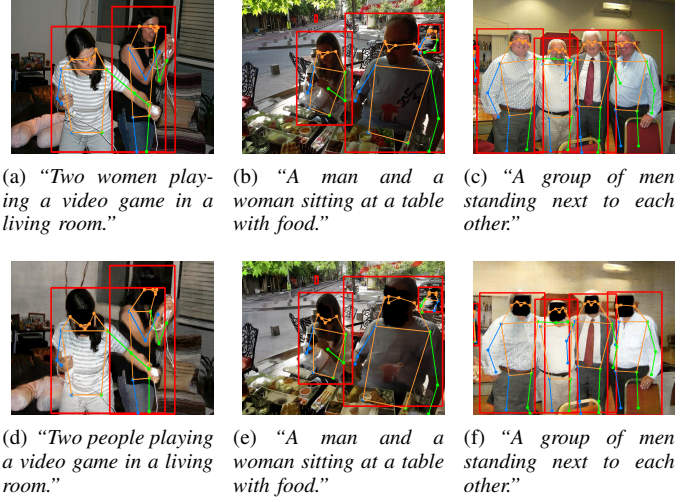 (a) "Two women play-
ing a video game in a
living room."
(b) "A man and a
woman sitting at a table
with food."
(c) "A group of men
standing next to each
other."
(d) "Two people playing
a video game in a living
room."
(e) "A man and a
woman sitting at a table
with food."
(f) "A group of men
standing next to each
other."